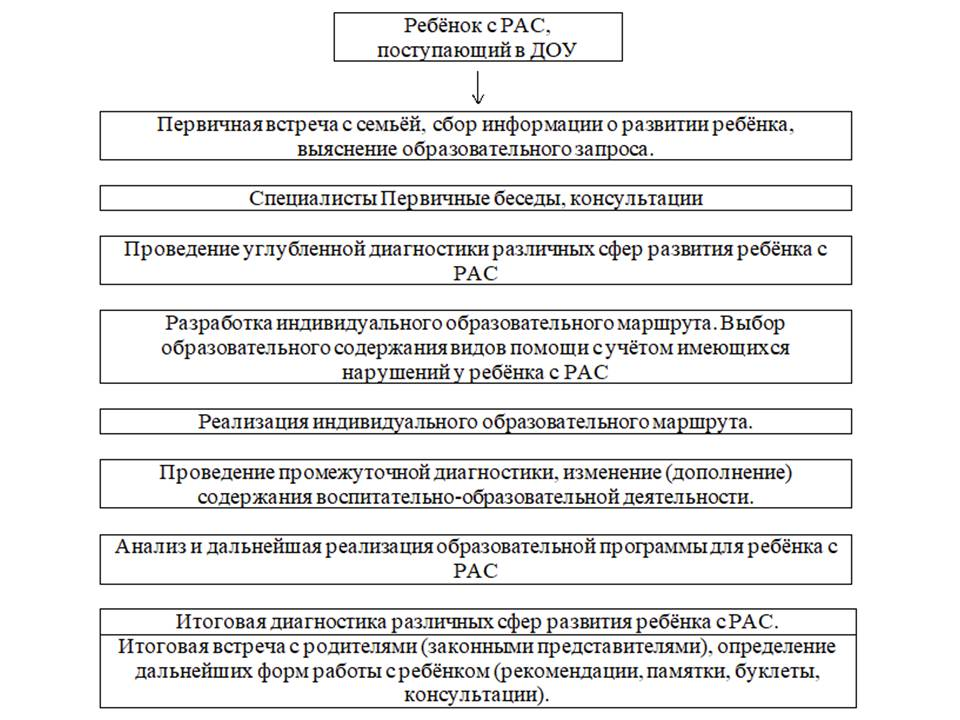 Ребёнок с РАС,
поступающий в ДОУ
Первичная встреча с семьёй, сбор информации о развитии ребёнка,
выяснение образовательного запроса.
Специалисты Первичные беседы, консультации
Проведение углубленной диагностики различных сфер развития ребёнка с
РАС
Разработка индивидуального образовательного маршрута. Выбор
образовательного содержания видов помощи с учётом имеющихся
нарушений у ребёнка с РАС
Реализация индивидуального образовательного маршрута.
Проведение промежуточной диагностики, изменение (дополнение)
содержания воспитательно-образовательной деятельности.
Анализ и дальнейшая реализация образовательной программы для ребёнка с
РАС
Итоговая диагностика различных сфер развития ребёнка с РАС.
Итоговая встреча с родителями (законными представителями), определение
дальнейших форм работы с ребёнком (рекомендации, памятки, буклеты,
консультации).